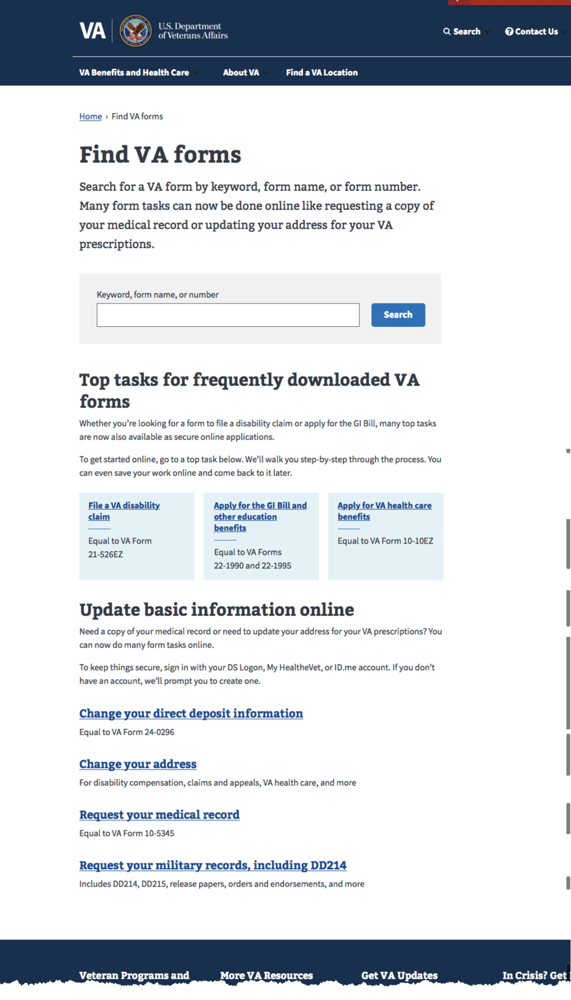 VA
U.S. Department
of Veterans Affairs
Search
Contact Us
VA Benefits and Health Care
About VA
Find a VA Location
Home › Find VA forms
Find VA forms
Search for a VA form by keyword, form name, or form number.
Many form tasks can now be done online like requesting a copy of
your medical record or updating your address for your VA
prescriptions.
Keyword, form name, or number
Search
Top tasks for frequently downloaded VA
forms
Whether you're looking for a form to file a disability claim or apply for the GI Bill, many top tasks
are now also available as secure online applications.
To get started online, go to a top task below. We'll walk you step-by-step through the process. You
can even save your work online and come back to it later.
File a VA disability
claim
Equal to VA Form
21-526EZ
Apply for the GI Bill and
other education
benefits
Equal to VA Forms
22-1990 and 22-1995
Apply for VA health care
benefits
Equal to VA Form 10-10EZ
Update basic information online
Need a copy of your medical record or need to update your address for your VA prescriptions? You
can now do many form tasks online.
To keep things secure, sign in with your DS Logon, My HealtheVet, or ID.me account. If you don't
have an account, we'll prompt you to create one.
Change your direct deposit information
Equal to VA Form 24-0296
Change your address
For disability compensation, claims and appeals, VA health care, and more
Request your medical record
Equal to VA Form 10-5345
Request your military records, including DD214
Includes DD214, DD215, release papers, orders and endorsements, and more
Veteran Programs and
More VA Resources
Get VA Updates
In Crisis? Get